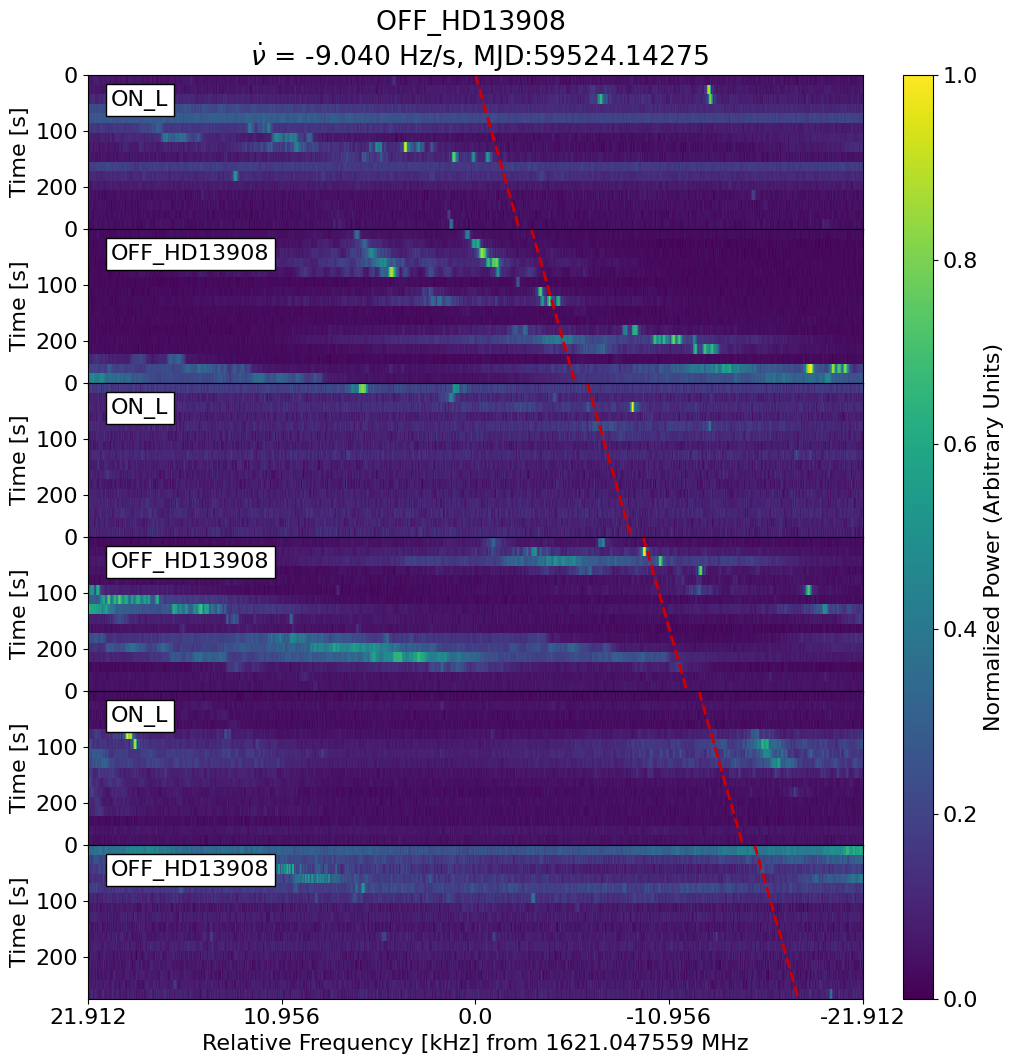 OFF_HD13908
ν̇ = -9.040 Hz/s, MJD:59524.14275
0
ON_L
100
Time [s]
200
0
OFF_HD13908
100
Time [s]
200
0
ON_L
100
Time [s]
200
0
OFF_HD13908
100
Time [s]
200
0
ON_L
100
Time [s]
200
0
OFF_HD13908
100
Time [s]
200
21.912 10.956 0.0 -10.956 -21.912
Relative Frequency [kHz] from 1621.047559 MHz
1.0
0.8
0.6
0.4
0.2
0.0
Normalized Power (Arbitrary Units)